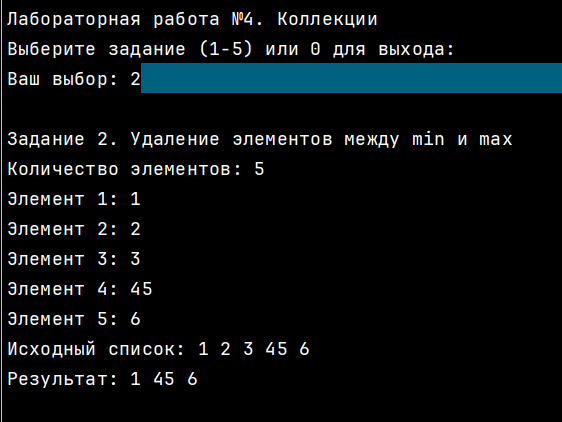 Лабораторная работа №4. Коллекции
Выберите задание (1-5) или 0 для выхода:
Ваш выбор: 2
Задание 2. Удаление элементов между min и max
Количество элементов: 5
Элемент 1: 1
Элемент 2: 2
Элемент 3: 3
Элемент 4: 45
Элемент 5: 6
Исходный список: 1 2 3 45 6
Результат: 1 45 6